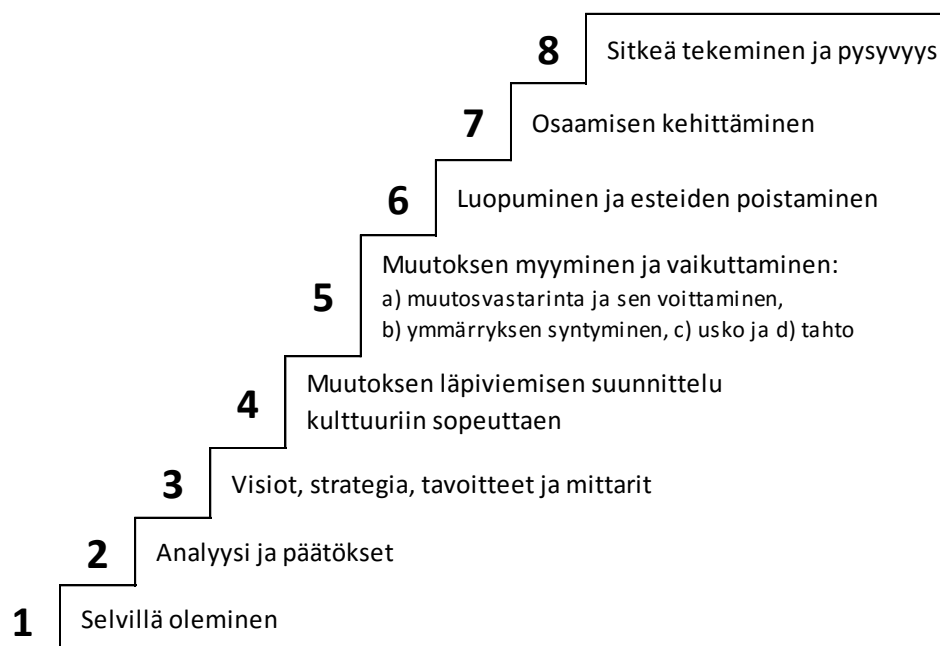 8 Sitkeä tekeminen ja pysyvyys
7 Osaamisen kehittäminen
6 Luopuminen ja esteiden poistaminen
5 Muutoksen myyminen ja vaikuttaminen:
a) muutosvastarinta ja sen voittaminen,
b) ymmärryksen syntyminen, c) usko ja d) tahto
4 Muutoksen läpiviemisen suunnittelu
kulttuuriin sopeuttaen
3 Visiot, strategia, tavoitteet ja mittarit
2 Analyysi ja päätökset
1 Selvillä oleminen